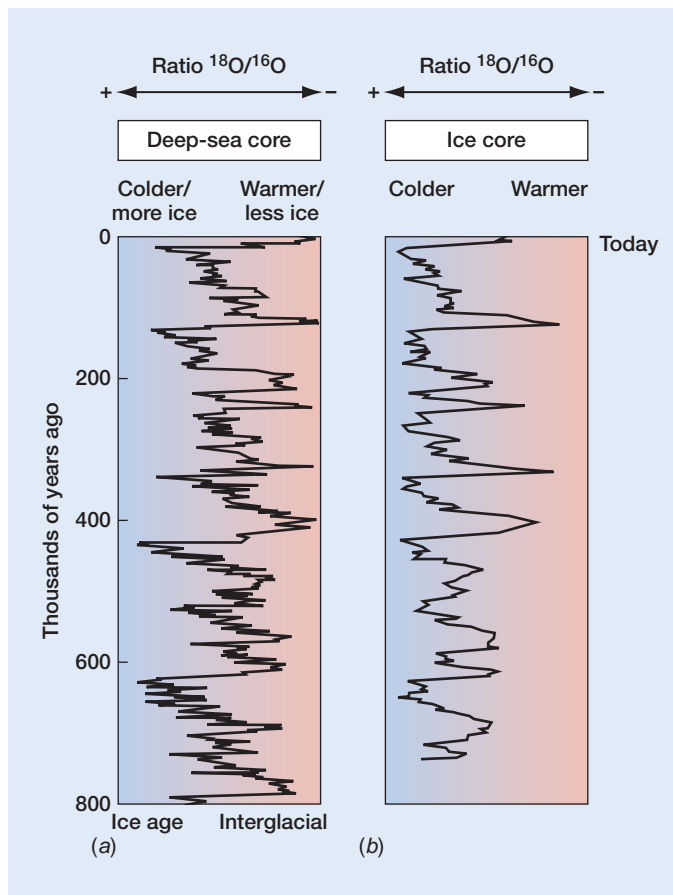 Ratio ¹⁸O/¹⁶O
+ −
Deep-sea core
Colder/
more ice
Warmer/
less ice
Ratio ¹⁸O/¹⁶O
+ −
Ice core
Colder Warmer
Today
Thousands of years ago
0
200
400
600
800
Ice age Interglacial
(a)
(b)